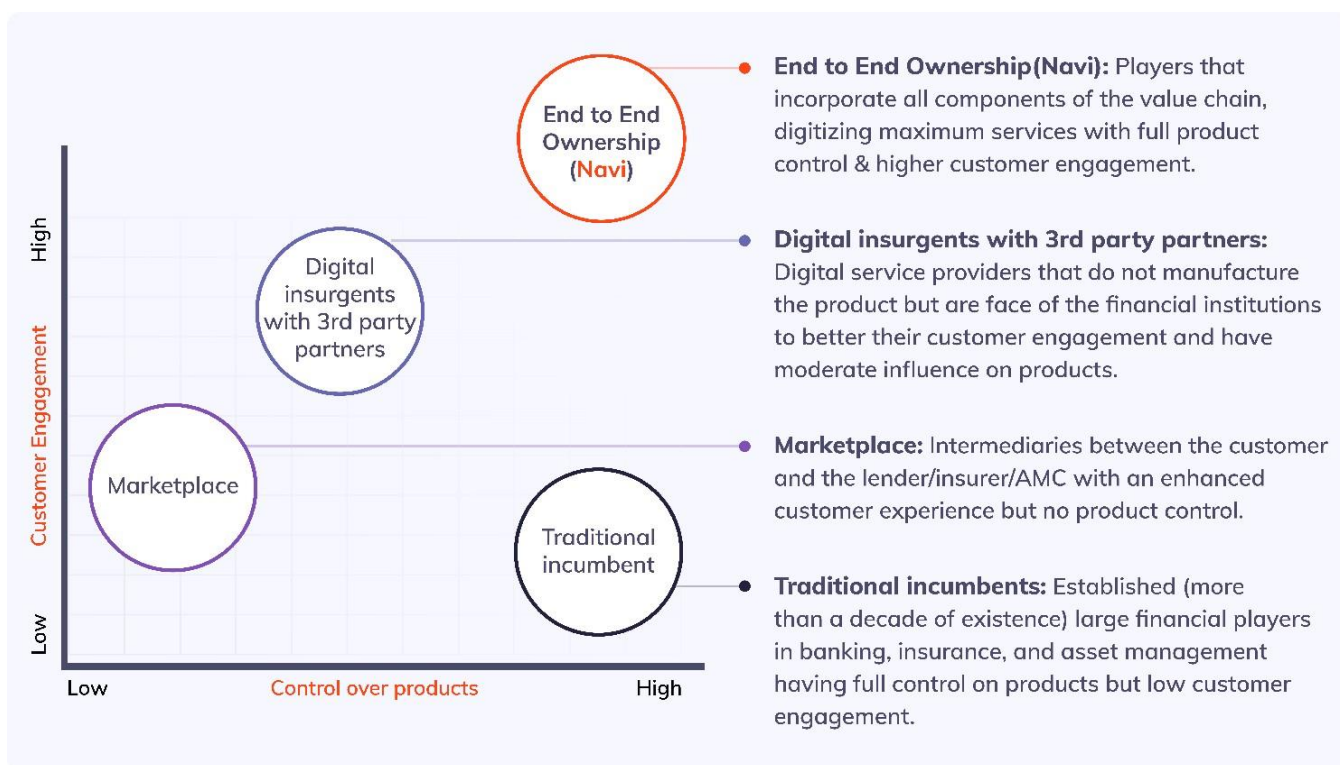 End to End
Ownership
(Navi)
Digital
insurgents
with 3rd party
partners
Marketplace
Traditional
incumbent
High
Customer Engagement
Low
Low
Control over products
High
End to End Ownership(Navi): Players that
incorporate all components of the value chain,
digitizing maximum services with full product
control & higher customer engagement.
Digital insurgents with 3rd party partners:
Digital service providers that do not manufacture
the product but are face of the financial institutions
to better their customer engagement and have
moderate influence on products.
Marketplace: Intermediaries between the customer
and the lender/insurer/AMC with an enhanced
customer experience but no product control.
Traditional incumbents: Established (more
than a decade of existence) large financial players
in banking, insurance, and asset management
having full control on products but low customer
engagement.